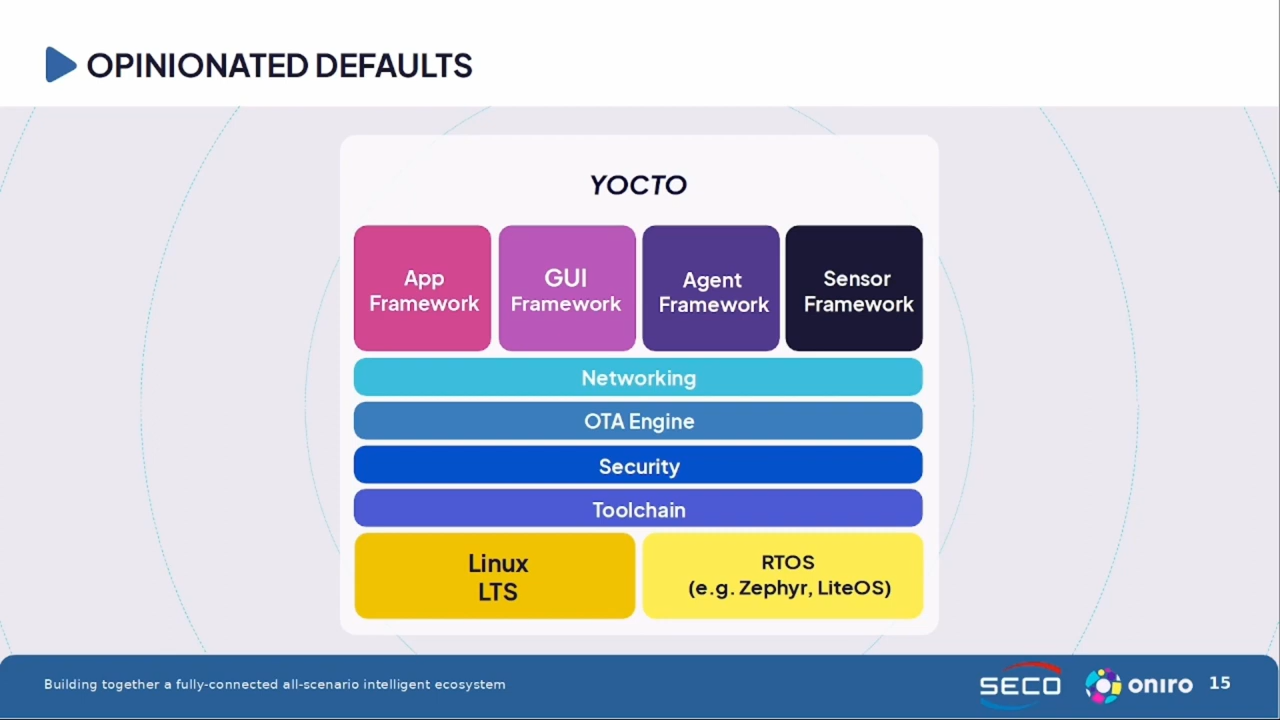 OPINIONATED DEFAULTS
YOCTO
App
Framework
GUI
Framework
Agent
Framework
Sensor
Framework
Networking
OTA Engine
Security
Toolchain
Linux
LTS
RTOS
(e.g. Zephyr, LiteOS)
Building together a fully-connected all-scenario intelligent ecosystem
SECO
oniro
15